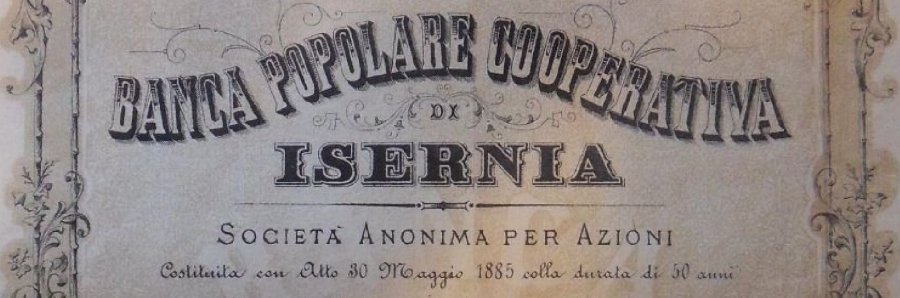 BANCA POPOLARE COOPERATIVA
DI
ISERNIA
SOCIETÀ ANONIMA PER AZIONI
Costituita con Atto 30 Maggio 1885 colla durata di 50 anni